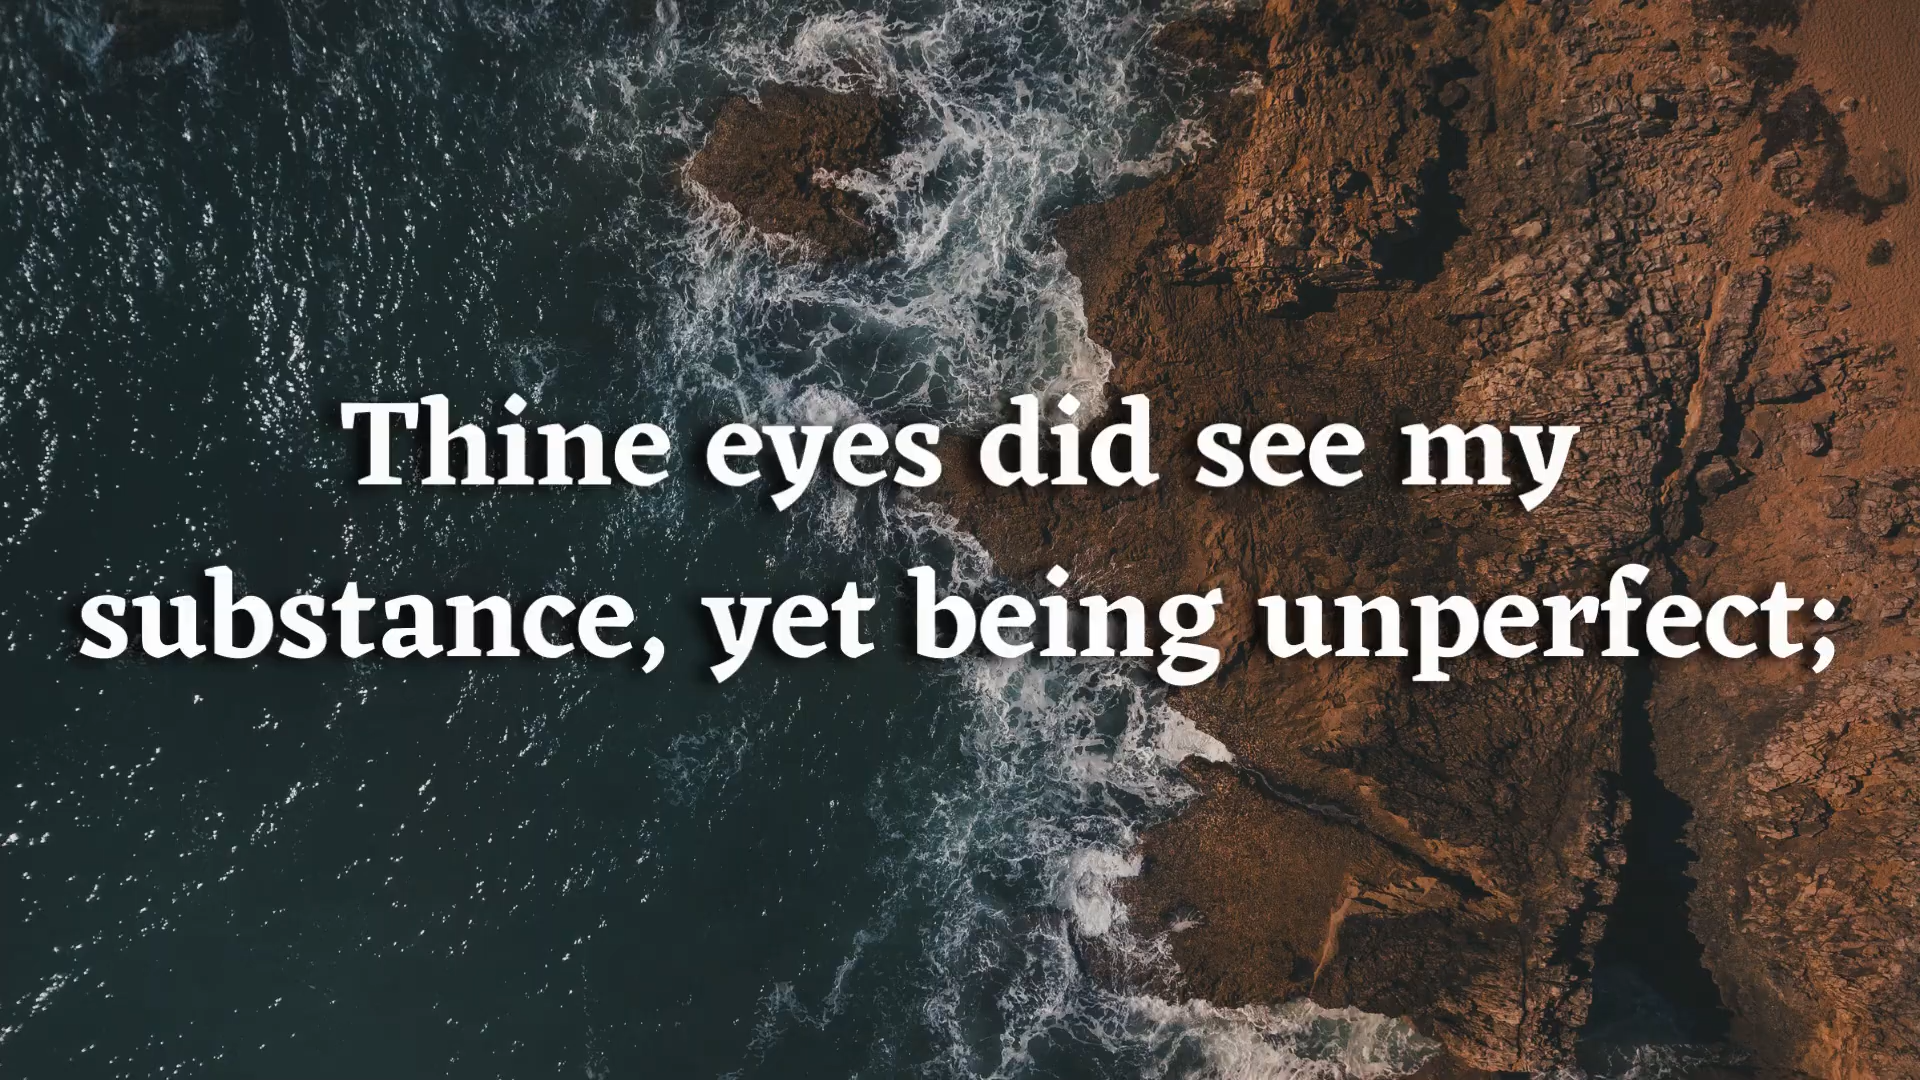 Thine eyes did see my
substance, yet being unperfect;